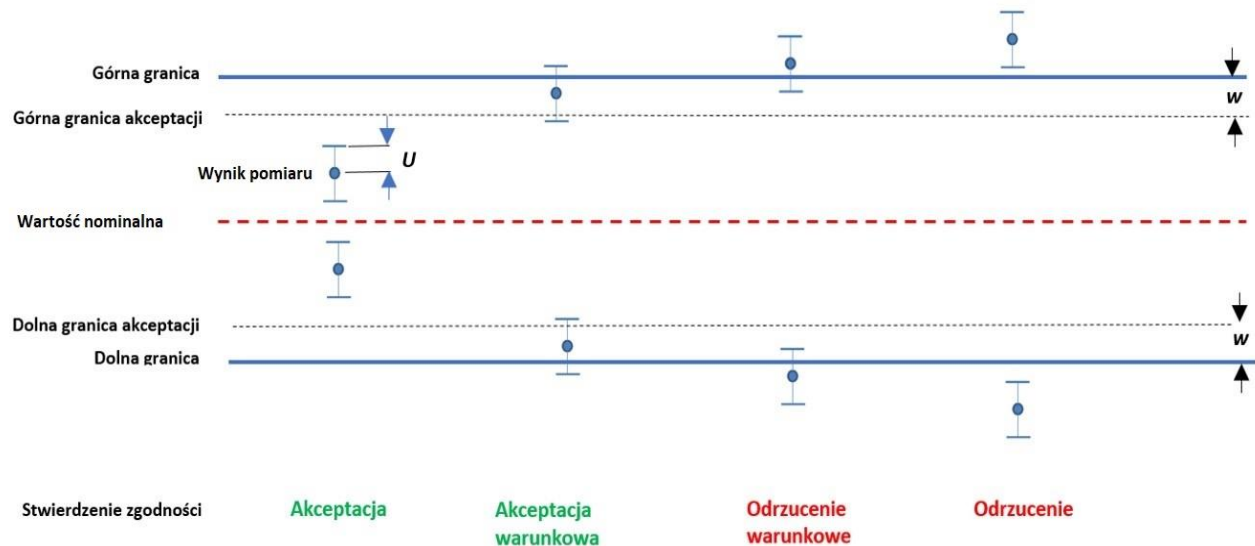 Górna granica
w
Górna granica akceptacji
U
Wynik pomiaru
Wartość nominalna
Dolna granica akceptacji
w
Dolna granica
Stwierdzenie zgodności
Akceptacja
Akceptacja
warunkowa
Odrzucenie
warunkowe
Odrzucenie